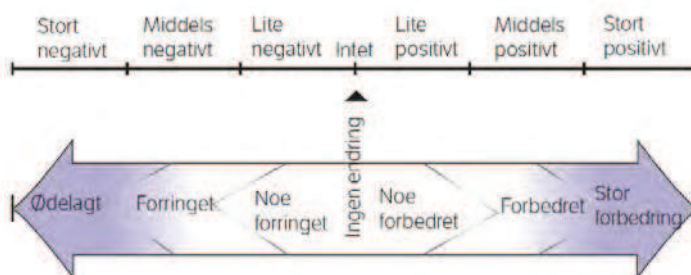 Stort Middels Lite Lite Middels Stort
negativt negativt negativt Intet positivt positivt positivt
Ingen endring
Ødelagt Forringet Noe Noe Forbedret Stor
forringet forbedret forbedring